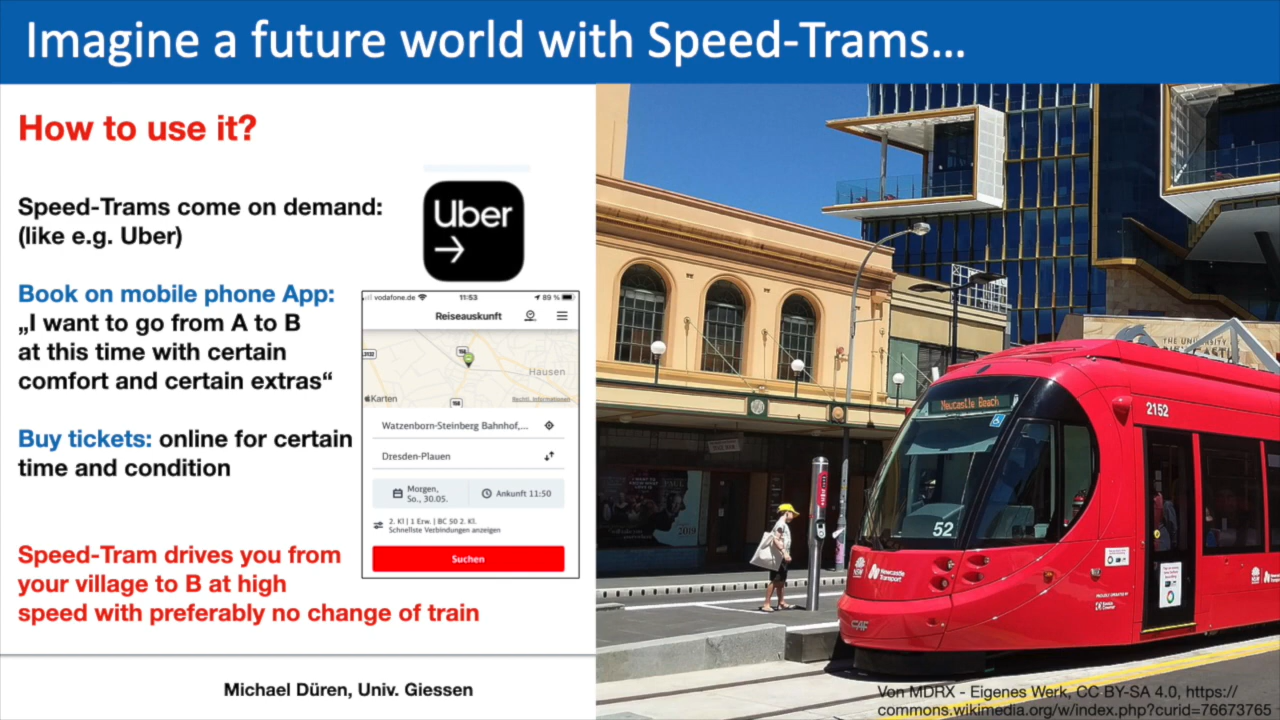 Imagine a future world with Speed-Trams...
How to use it?
Speed-Trams come on demand:
(like e.g. Uber)
Uber
Book on mobile phone App:
„I want to go from A to B
at this time with certain
comfort and certain extras“
Buy tickets: online for certain
time and condition
Speed-Tram drives you from
your village to B at high
speed with preferably no change of train
vodafone.de 11:53 89 %
Reiseauskunft
Hausen
Karten
Rechtl. Informationen
Watzenborn-Steinberg Bahnhof,...
Dresden-Plauen
Morgen,
So., 30.05.
Ankunft 11:50
2. Kl | 1 Erw. | BC 50 2. Kl.
Schnellste Verbindungen anzeigen
Suchen
THE UNIVERSITY
Newcastle Beach
2152
52
NSW
Newcastle
Transport
CAF
Michael Düren, Univ. Giessen
Von MDRX - Eigenes Werk, CC BY-SA 4.0, https://
commons.wikimedia.org/w/index.php?curid=76673765